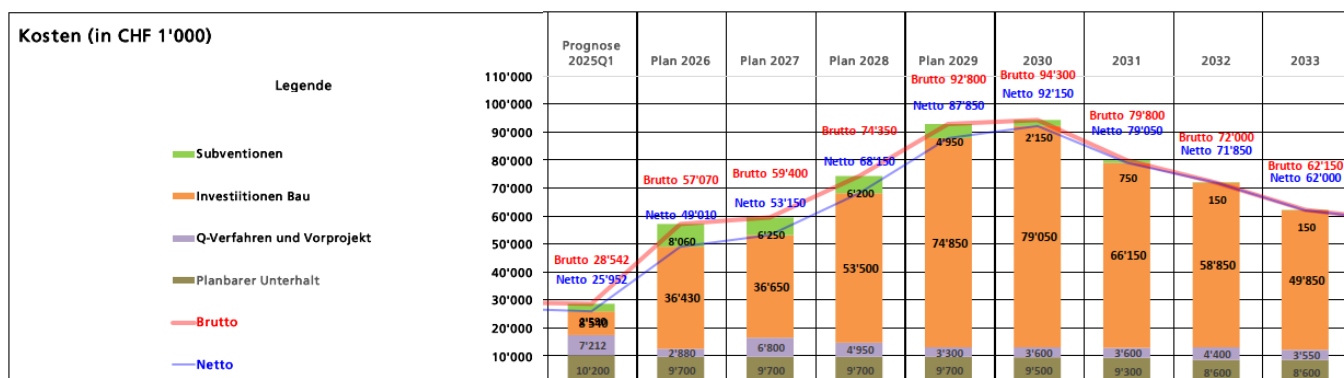 Kosten (in CHF 1'000)
Legende
Subventionen
Investiitionen Bau
Q-Verfahren und Vorprojekt
Planbarer Unterhalt
Brutto
Netto
Prognose
2025Q1 Plan 2026 Plan 2027 Plan 2028 Plan 2029 2030 2031 2032 2033
110'000
100'000
90'000
80'000
70'000
60'000
50'000
40'000
30'000
20'000
10'000
Brutto 28'542
Netto 25'952
8'540
7'212
10'200
Brutto 57'070
Netto 49'010
8'060
36'430
2'880
9'700
Brutto 59'400
Netto 53'150
6'250
36'650
6'800
9'700
Brutto 74'350
Netto 68'150
6'200
53'500
4'950
9'700
Brutto 92'800
Netto 87'850
4'950
74'850
3'300
9'700
Brutto 94'300
Netto 92'150
2'150
79'050
3'600
9'500
Brutto 79'800
Netto 79'050
750
66'150
3'600
9'300
Brutto 72'000
Netto 71'850
150
58'850
4'400
8'600
Brutto 62'150
Netto 62'000
150
49'850
3'550
8'600